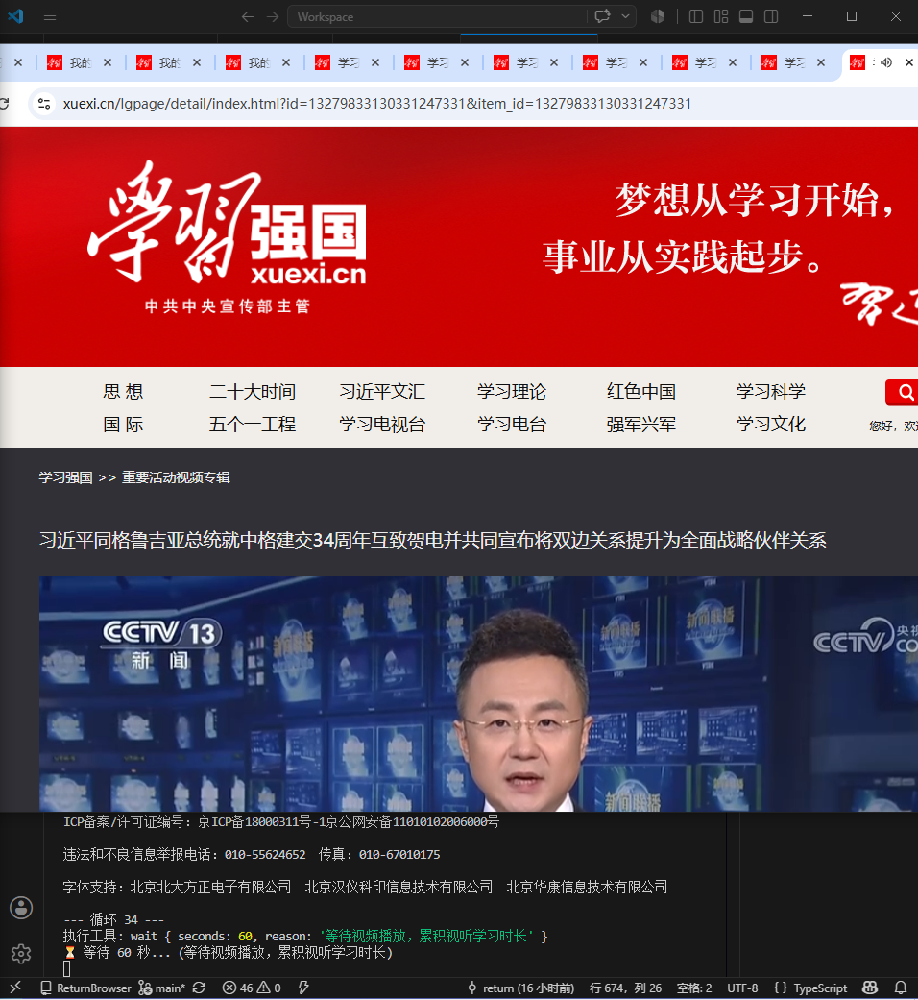 Workspace
我的
我的
我的
学习
学习
学习
学习
学习
学习
xuexi.cn/lgpage/detail/index.html?id=13279833130331247331&item_id=13279833130331247331
學習强国
xuexi.cn
中共中央宣传部主管
梦想从学习开始，
事业从实践起步。
思 想 二十大时间 习近平文汇 学习理论 红色中国 学习科学
国 际 五个一工程 学习电视台 学习电台 强军兴军 学习文化
您好，欢
学习强国 >> 重要活动视频专辑
习近平同格鲁吉亚总统就中格建交34周年互致贺电并共同宣布将双边关系提升为全面战略伙伴关系
CCTV 13
新闻
CCTV 央视
CO
新闻联播
ICP备案/许可证编号: 京ICP备18000311号-1京公网安备11010102006000号
违法和不良信息举报电话: 010-55624652 传真: 010-67010175
字体支持: 北京北大方正电子有限公司 北京汉仪科印信息技术有限公司 北京华康信息技术有限公司
--- 循环 34 ---
执行工具: wait { seconds: 60, reason: '等待视频播放，累积视听学习时长' }
⏳ 等待 60 秒... (等待视频播放，累积视听学习时长)
ReturnBrowser main* 46 0 return (16 小时前) 行 674, 列 26 空格: 2 UTF-8 { } TypeScript